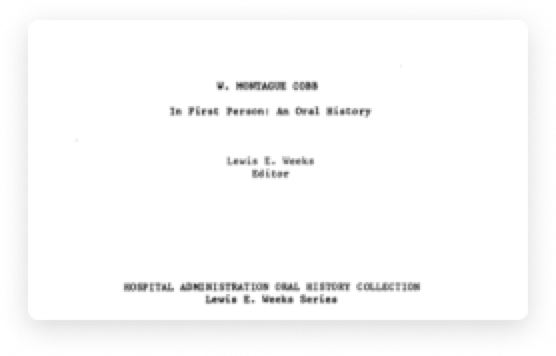 W. MONTAGUE COBB
In First Person: An Oral History
Lewis E. Weeks
Editor
HOSPITAL ADMINISTRATION ORAL HISTORY COLLECTION
Lewis E. Weeks Series